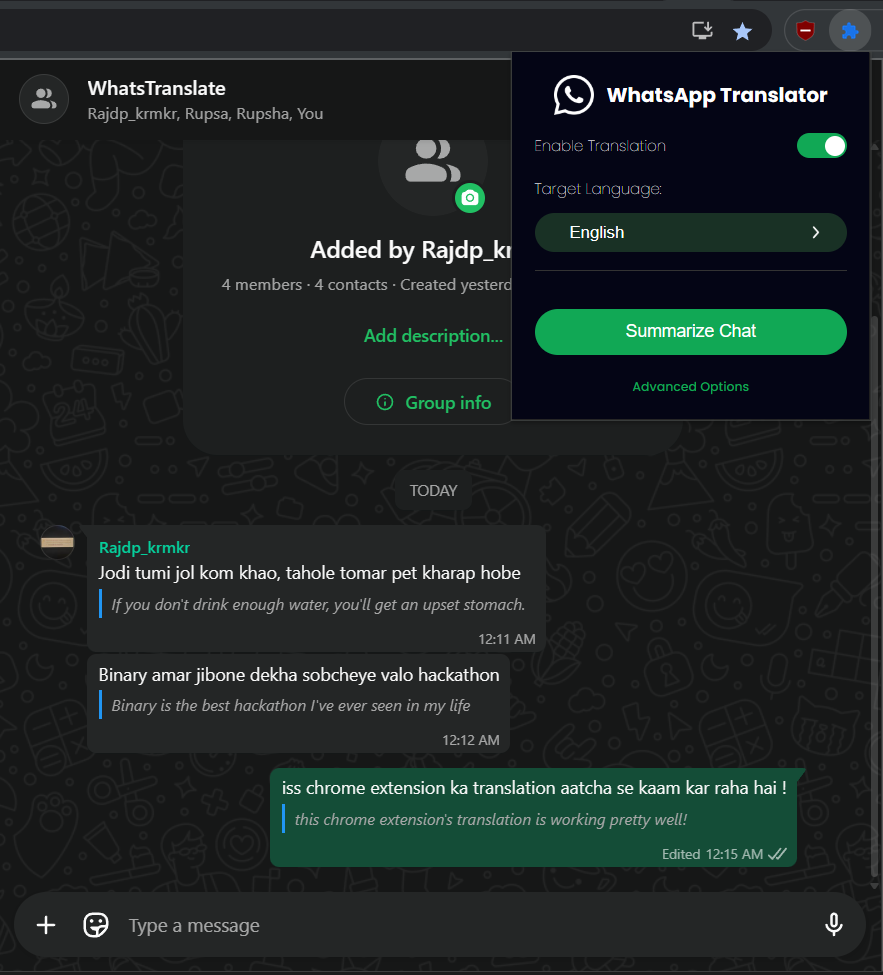 WhatsTranslate
Rajdp_krmkr, Rupsa, Rupsha, You
WhatsApp Translator
Enable Translation
Target Language:
English
Summarize Chat
Advanced Options
Added by Rajdp_kr
4 members · 4 contacts · Created yesterd
Add description...
Group info
24
TODAY
Rajdp_krmkr
Jodi tumi jol kom khao, tahole tomar pet kharap hobe
If you don't drink enough water, you'll get an upset stomach.
12:11 AM
Binary amar jibone dekha sobcheye valo hackathon
Binary is the best hackathon I've ever seen in my life
12:12 AM
iss chrome extension ka translation aatcha se kaam kar raha hai !
this chrome extension's translation is working pretty well!
Edited 12:15 AM
Type a message